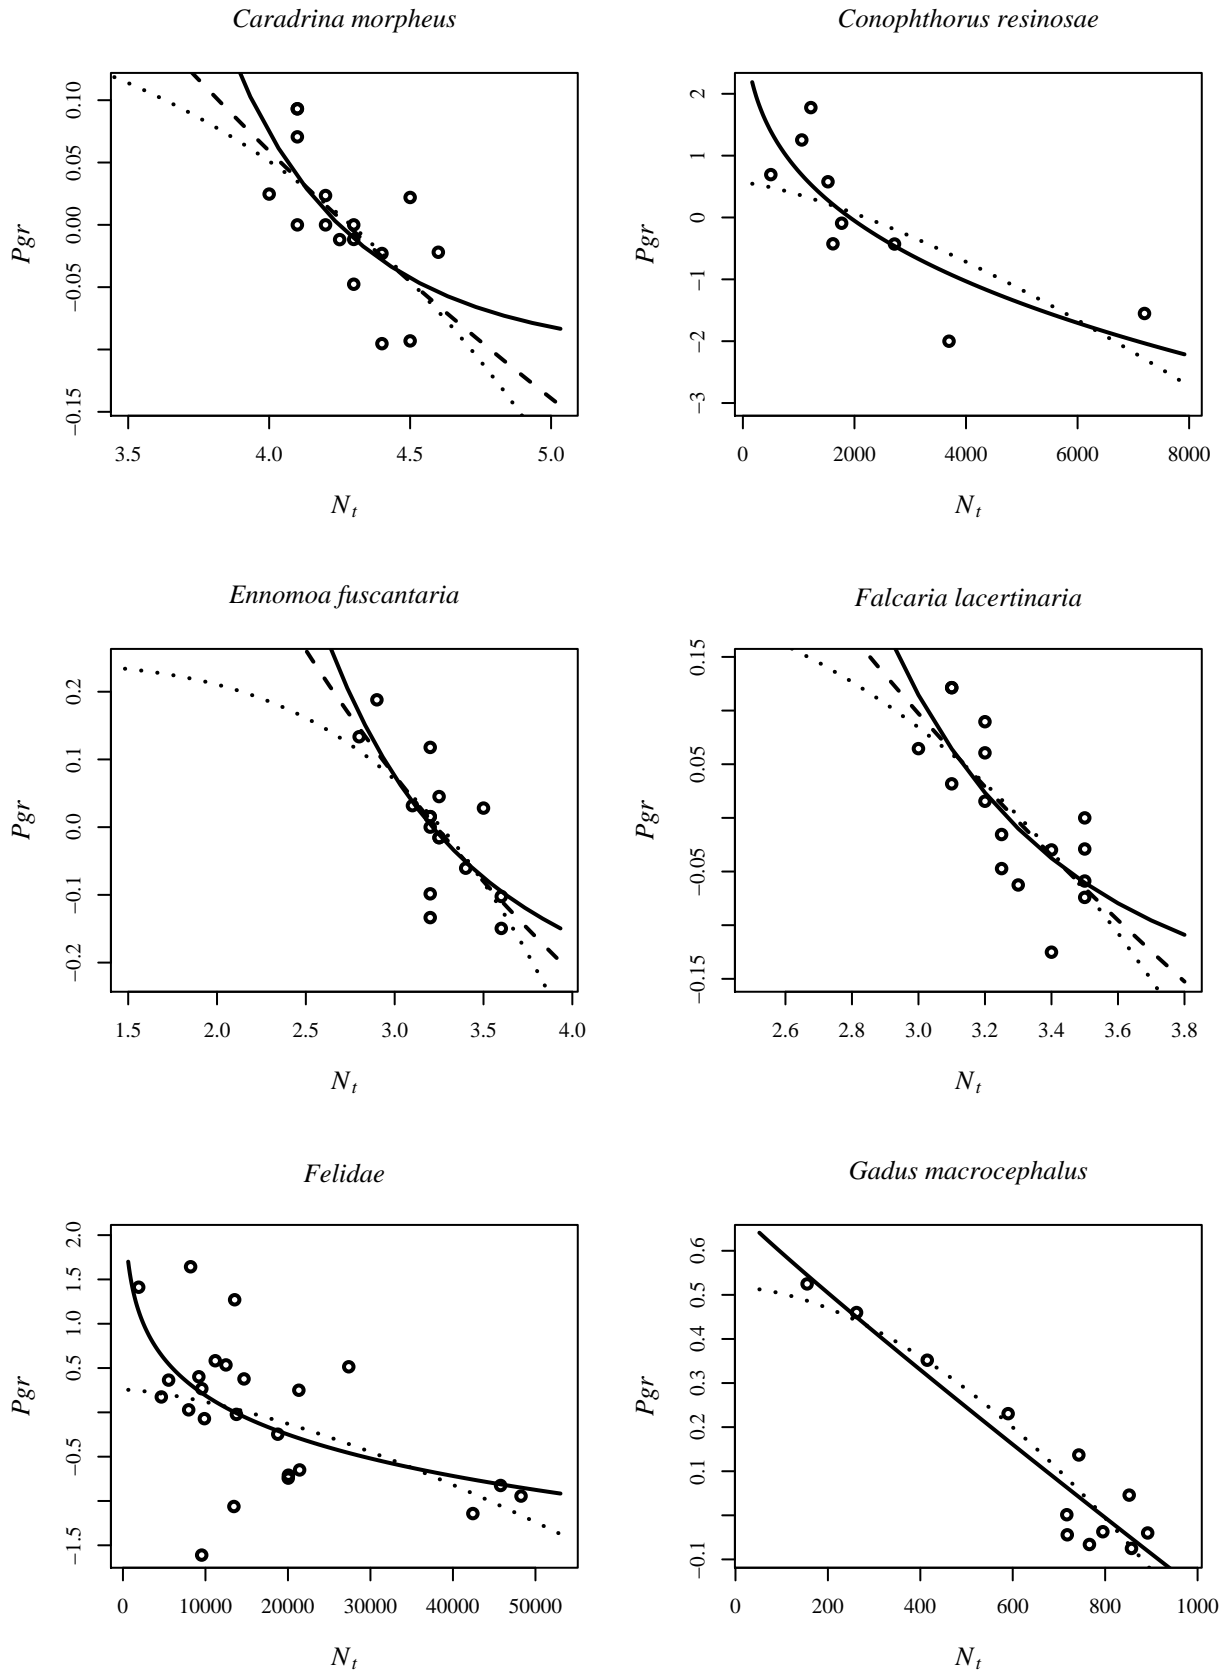 Caradrina morpheus
Pgr
0.10
0.05
0.00
−0.05
−0.15
3.5 4.0 4.5 5.0
N t
Conophthorus resinosae
Pgr
2
1
0
−1
−2
−3
0 2000 4000 6000 8000
N t
Ennomoa fuscantaria
Pgr
0.2
0.1
0.0
−0.1
−0.2
1.5 2.0 2.5 3.0 3.5 4.0
N t
Falcaria lacertinaria
Pgr
0.15
0.05
−0.05
−0.15
2.6 2.8 3.0 3.2 3.4 3.6 3.8
N t
Felidae
Pgr
2.0
1.5
1.0
0.5
−0.5
−1.5
0 10000 20000 30000 40000 50000
N t
Gadus macrocephalus
Pgr
0.6
0.5
0.4
0.3
0.2
0.1
−0.1
0 200 400 600 800 1000
N t